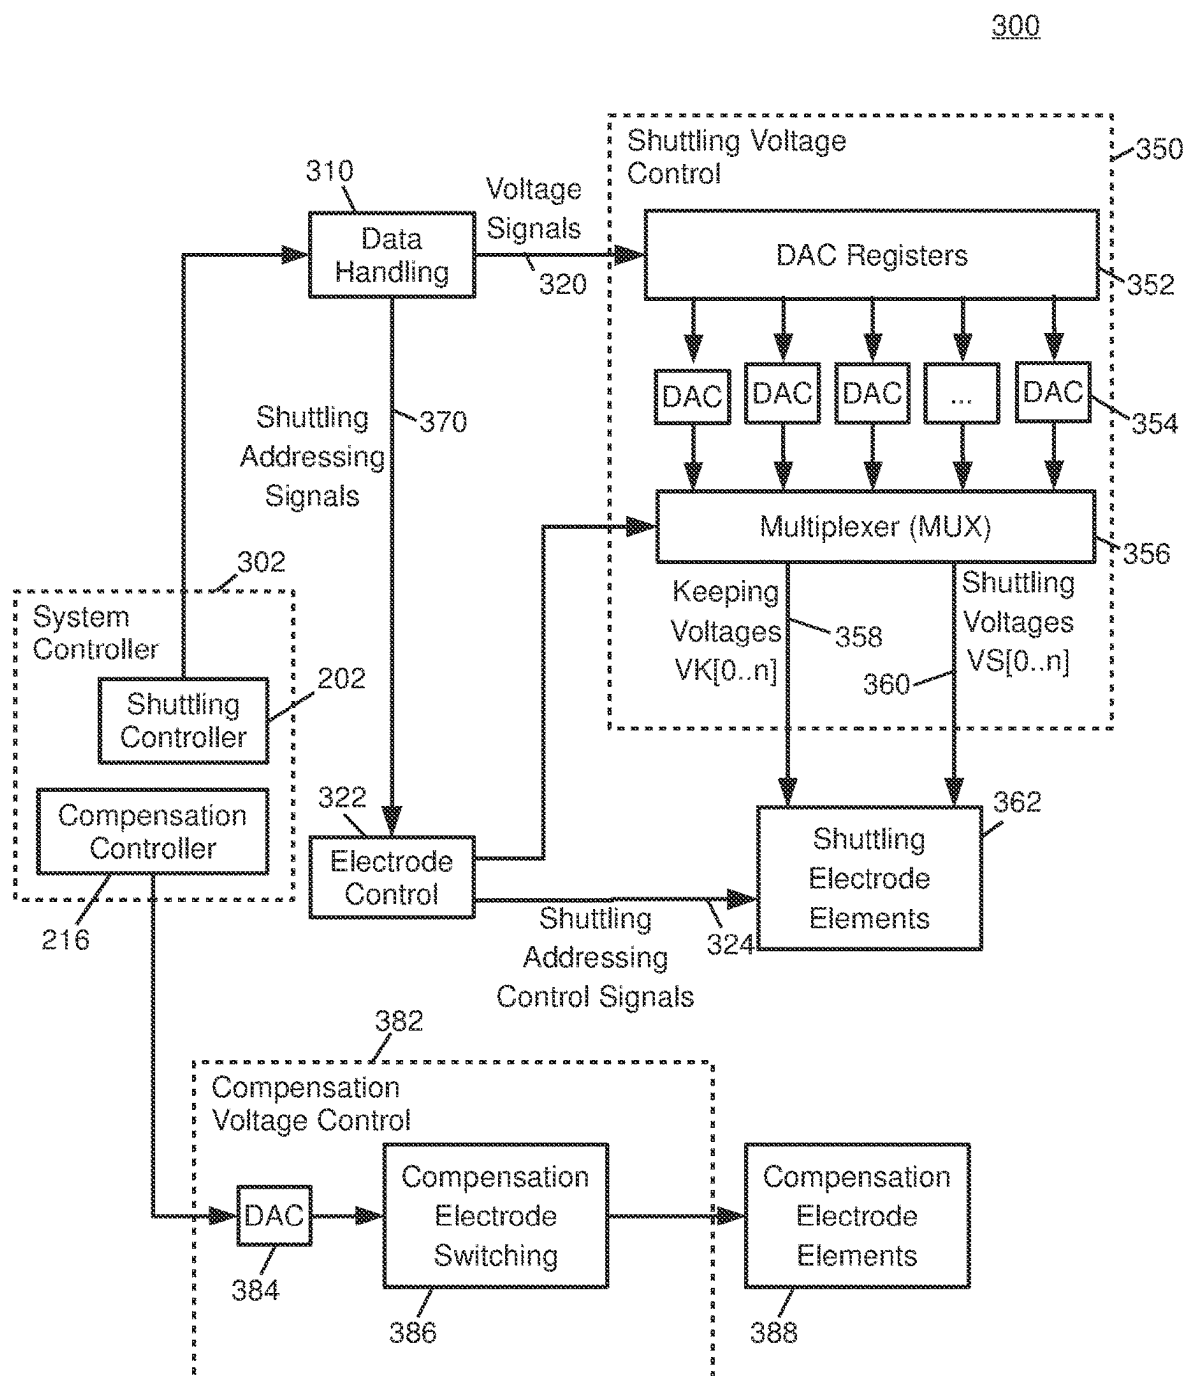 300
Shuttling Voltage
Control
350
310
Voltage
Signals
Data
Handling
320
DAC Registers
352
DAC
DAC
DAC
...
DAC
354
Shuttling
Addressing
Signals
370
Multiplexer (MUX)
356
302
System
Controller
Keeping
Voltages
VK[0..n]
358
Shuttling
Voltages
VS[0..n]
360
202
Shuttling
Controller
Compensation
Controller
216
322
Electrode
Control
362
Shuttling
Electrode
Elements
324
Shuttling
Addressing
Control Signals
382
Compensation
Voltage Control
DAC
384
Compensation
Electrode
Switching
386
Compensation
Electrode
Elements
388